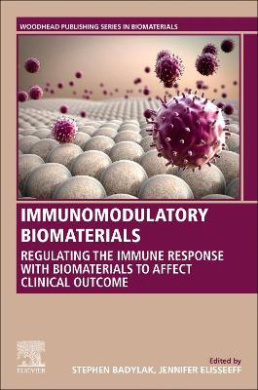 WOODHEAD PUBLISHING SERIES IN BIOMATERIALS
IMMUNOMODULATORY
BIOMATERIALS
REGULATING THE IMMUNE RESPONSE
WITH BIOMATERIALS TO AFFECT
CLINICAL OUTCOME
Edited by
STEPHEN BADYLAK, JENNIFER ELISSEEFF
ELSEVIER